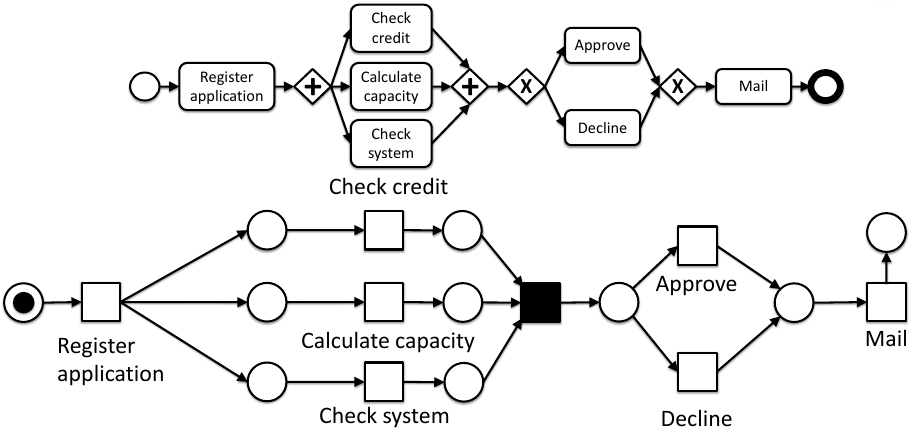 Check
credit
Register
application
+
Calculate
capacity
+
X
Approve
Decline
X
Mail
Check
system
Check credit
Register
application
Calculate capacity
Check system
Approve
Decline
Mail